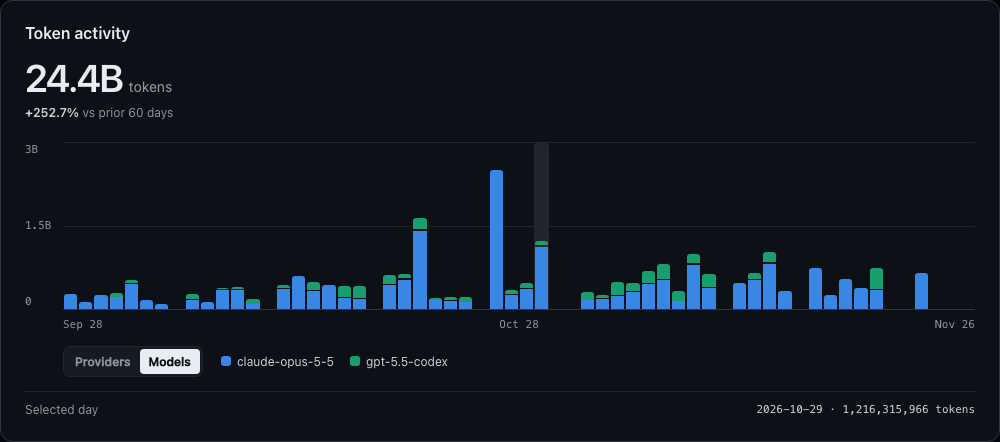 Token activity
24.4B tokens
+252.7% vs prior 60 days
3B
1.5B
0
Sep 28 Oct 28 Nov 26
Providers Models claude-opus-5-5 gpt-5.5-codex
Selected day 2026-10-29 · 1,216,315,966 tokens